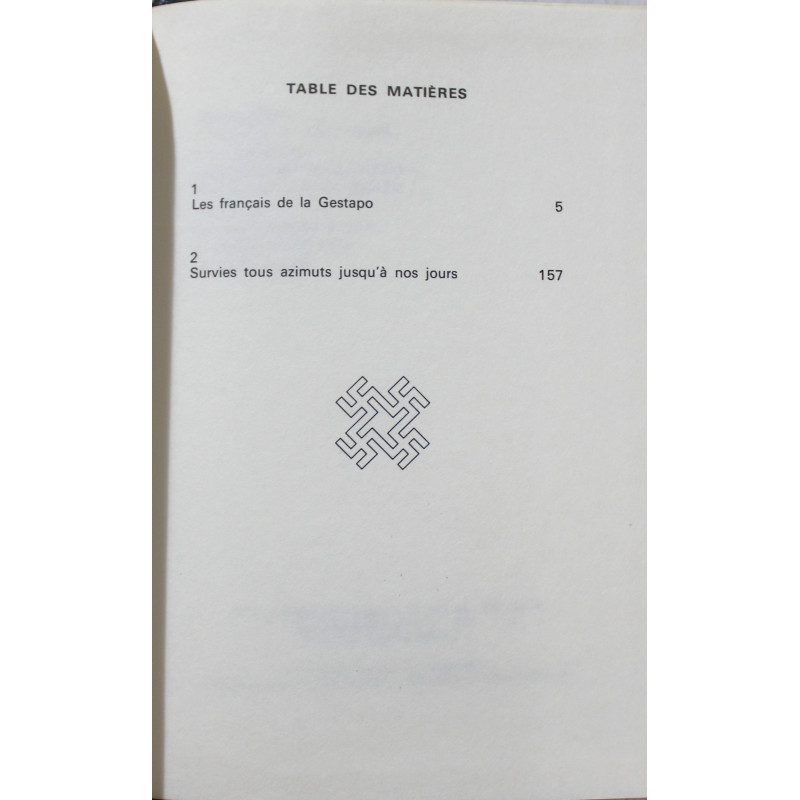 TABLE DES MATIÈRES
1
Les français de la Gestapo 5
2
Survies tous azimuts jusqu'à nos jours 157